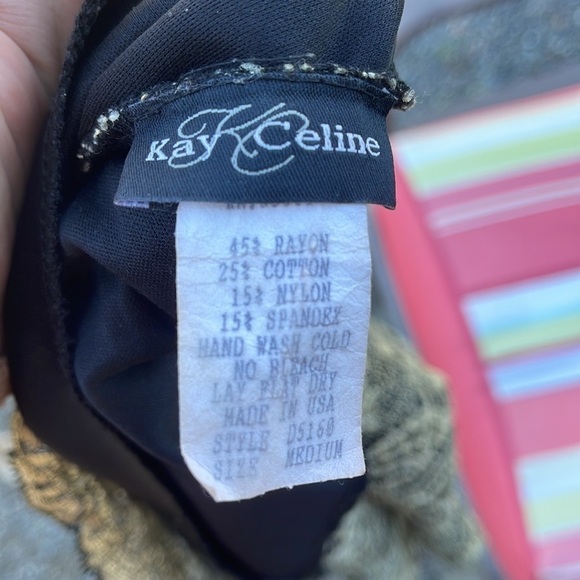 Kay Celine
45% RAYON
25% COTTON
15% NYLON
15% SPANDEX
HAND WASH COLD
NO BLEACH
LAY FLAT DRY
MADE IN USA
STYLE D5160
SIZE MEDIUM